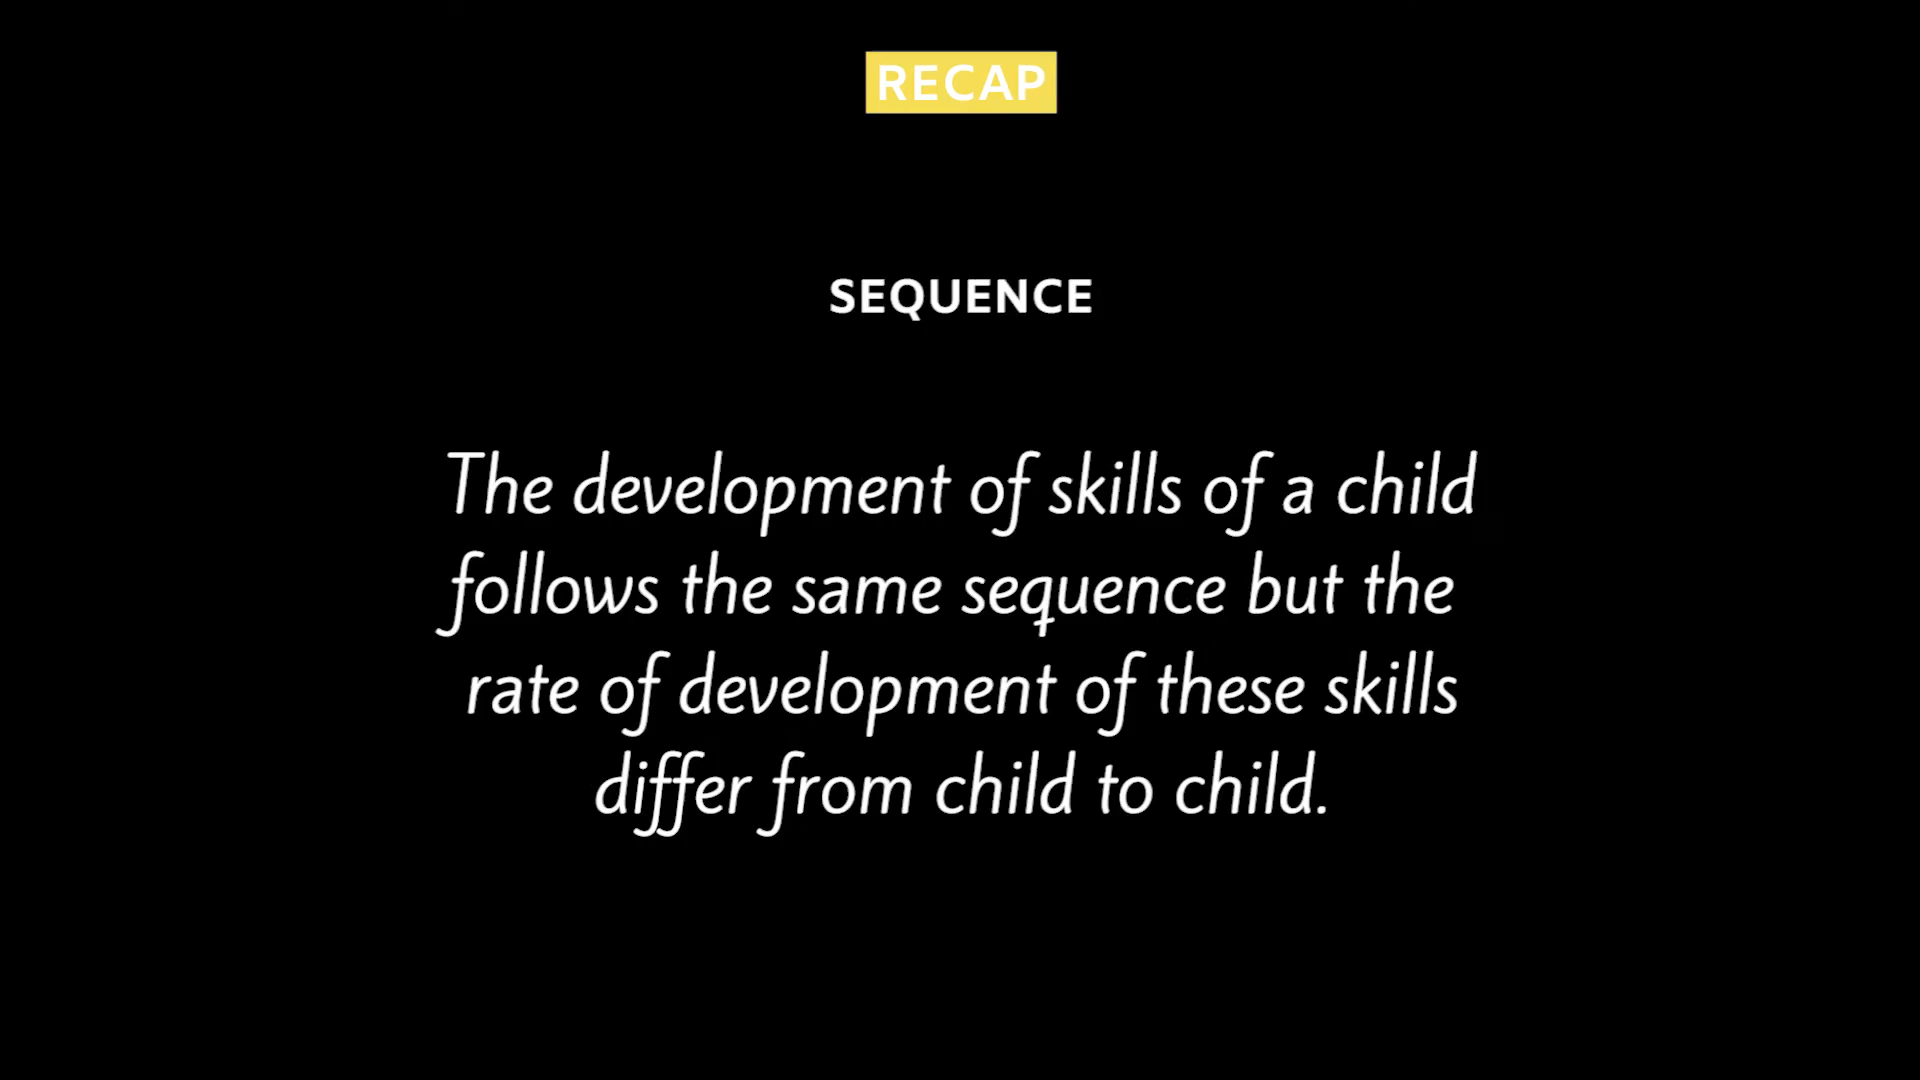 RECAP
SEQUENCE
The development of skills of a child
follows the same sequence but the
rate of development of these skills
differ from child to child.